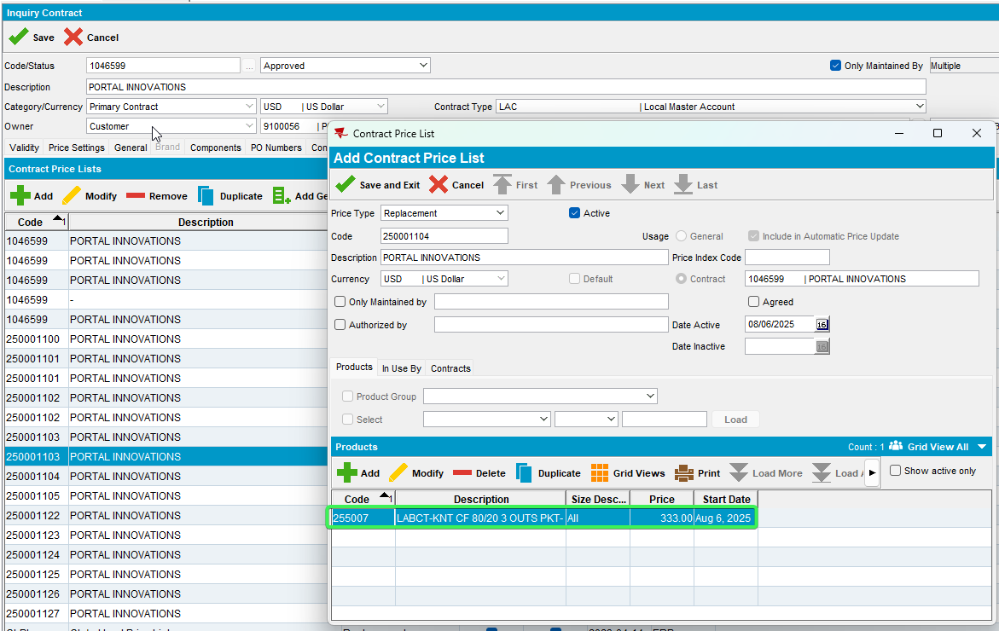 Inquiry Contract
Save Cancel
Code/Status 1046599 ... Approved Only Maintained By Multiple
Description PORTAL INNOVATIONS
Category/Currency Primary Contract USD | US Dollar Contract Type LAC | Local Master Account
Owner Customer 9100056 | P
Validity Price Settings General Brand Components PO Numbers Con
Contract Price Lists
Add Modify Remove Duplicate Add Ge
Code 1 Description
1046599 PORTAL INNOVATIONS
1046599 PORTAL INNOVATIONS
1046599 PORTAL INNOVATIONS
1046599 -
1046599 PORTAL INNOVATIONS
250001100 PORTAL INNOVATIONS
250001101 PORTAL INNOVATIONS
250001101 PORTAL INNOVATIONS
250001102 PORTAL INNOVATIONS
250001102 PORTAL INNOVATIONS
250001103 PORTAL INNOVATIONS
250001103 PORTAL INNOVATIONS
250001104 PORTAL INNOVATIONS
250001105 PORTAL INNOVATIONS
250001122 PORTAL INNOVATIONS
250001123 PORTAL INNOVATIONS
250001124 PORTAL INNOVATIONS
250001125 PORTAL INNOVATIONS
250001126 PORTAL INNOVATIONS
250001127 PORTAL INNOVATIONS
Contract Price List
Add Contract Price List
Save and Exit Cancel First Previous Next Last
Price Type Replacement Active
Code 250001104 Usage General Include in Automatic Price Update
Description PORTAL INNOVATIONS Price Index Code
Currency USD | US Dollar Default Contract 1046599 | PORTAL INNOVATIONS
Only Maintained by Agreed
Authorized by Date Active 08/06/2025 16
Date Inactive 16
Products In Use By Contracts
Product Group
Select Load
Products Count : 1 Grid View All
Add Modify Delete Duplicate Grid Views Print Load More Load Show active only
Code 1 Description Size Desc... Price Start Date
255007 LABCT-KNT CF 80/20 3 OUTS PKT- All 333.00 Aug 6, 2025